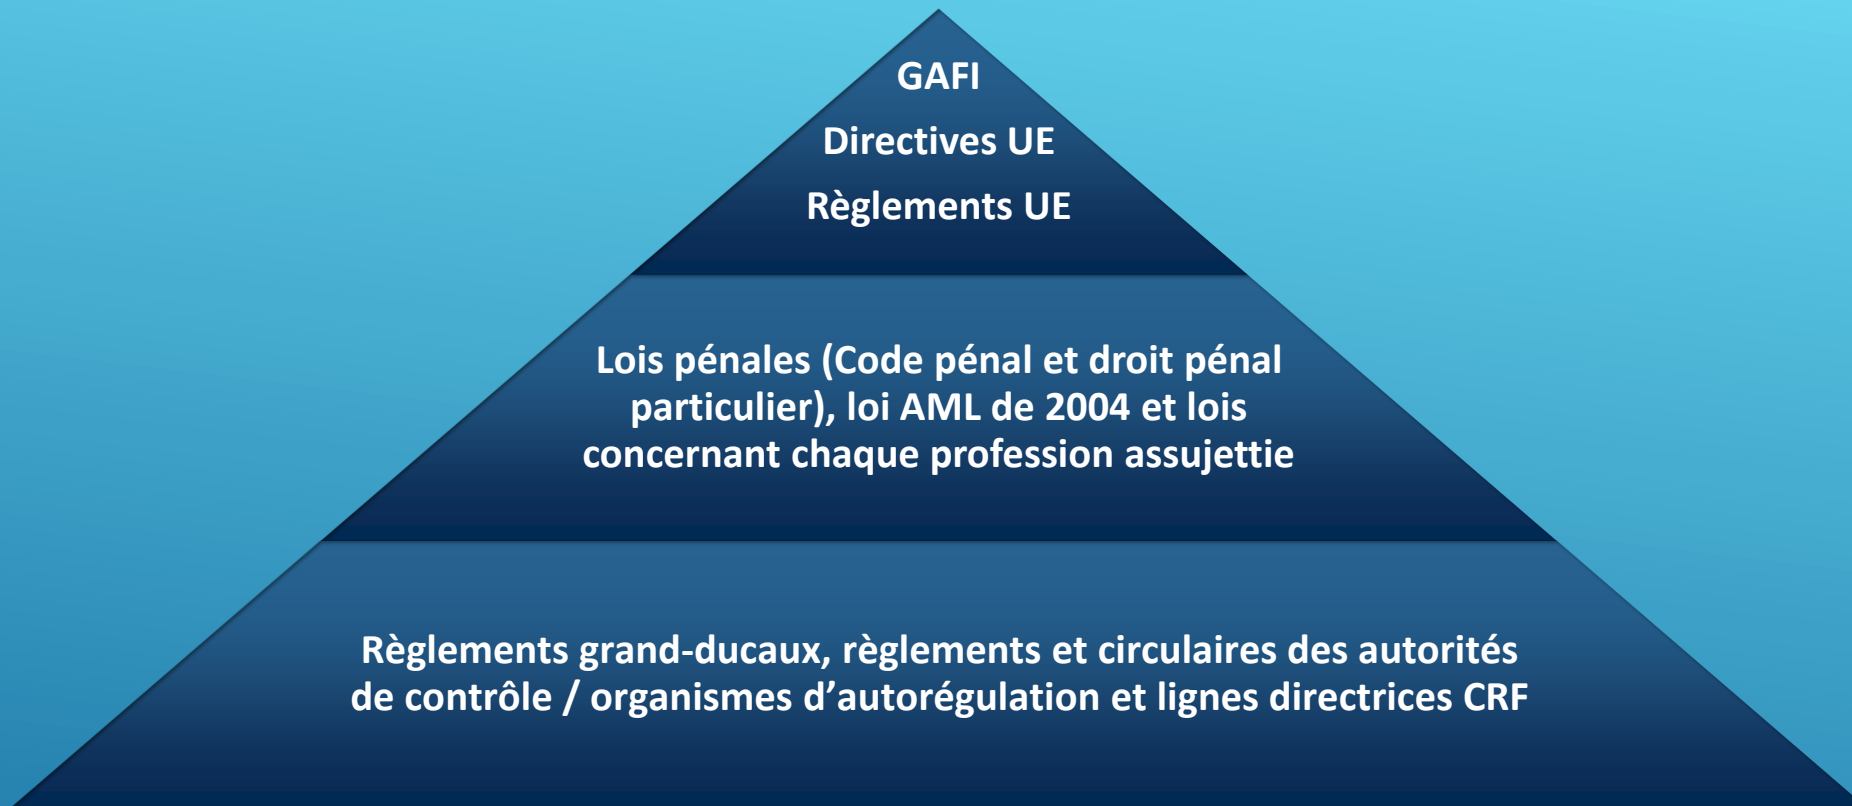 GAFI
Directives UE
Règlements UE
Lois pénales (Code pénal et droit pénal
particulier), loi AML de 2004 et lois
concernant chaque profession assujettie
Règlements grand-ducaux, règlements et circulaires des autorités
de contrôle / organismes d’autorégulation et lignes directrices CRF